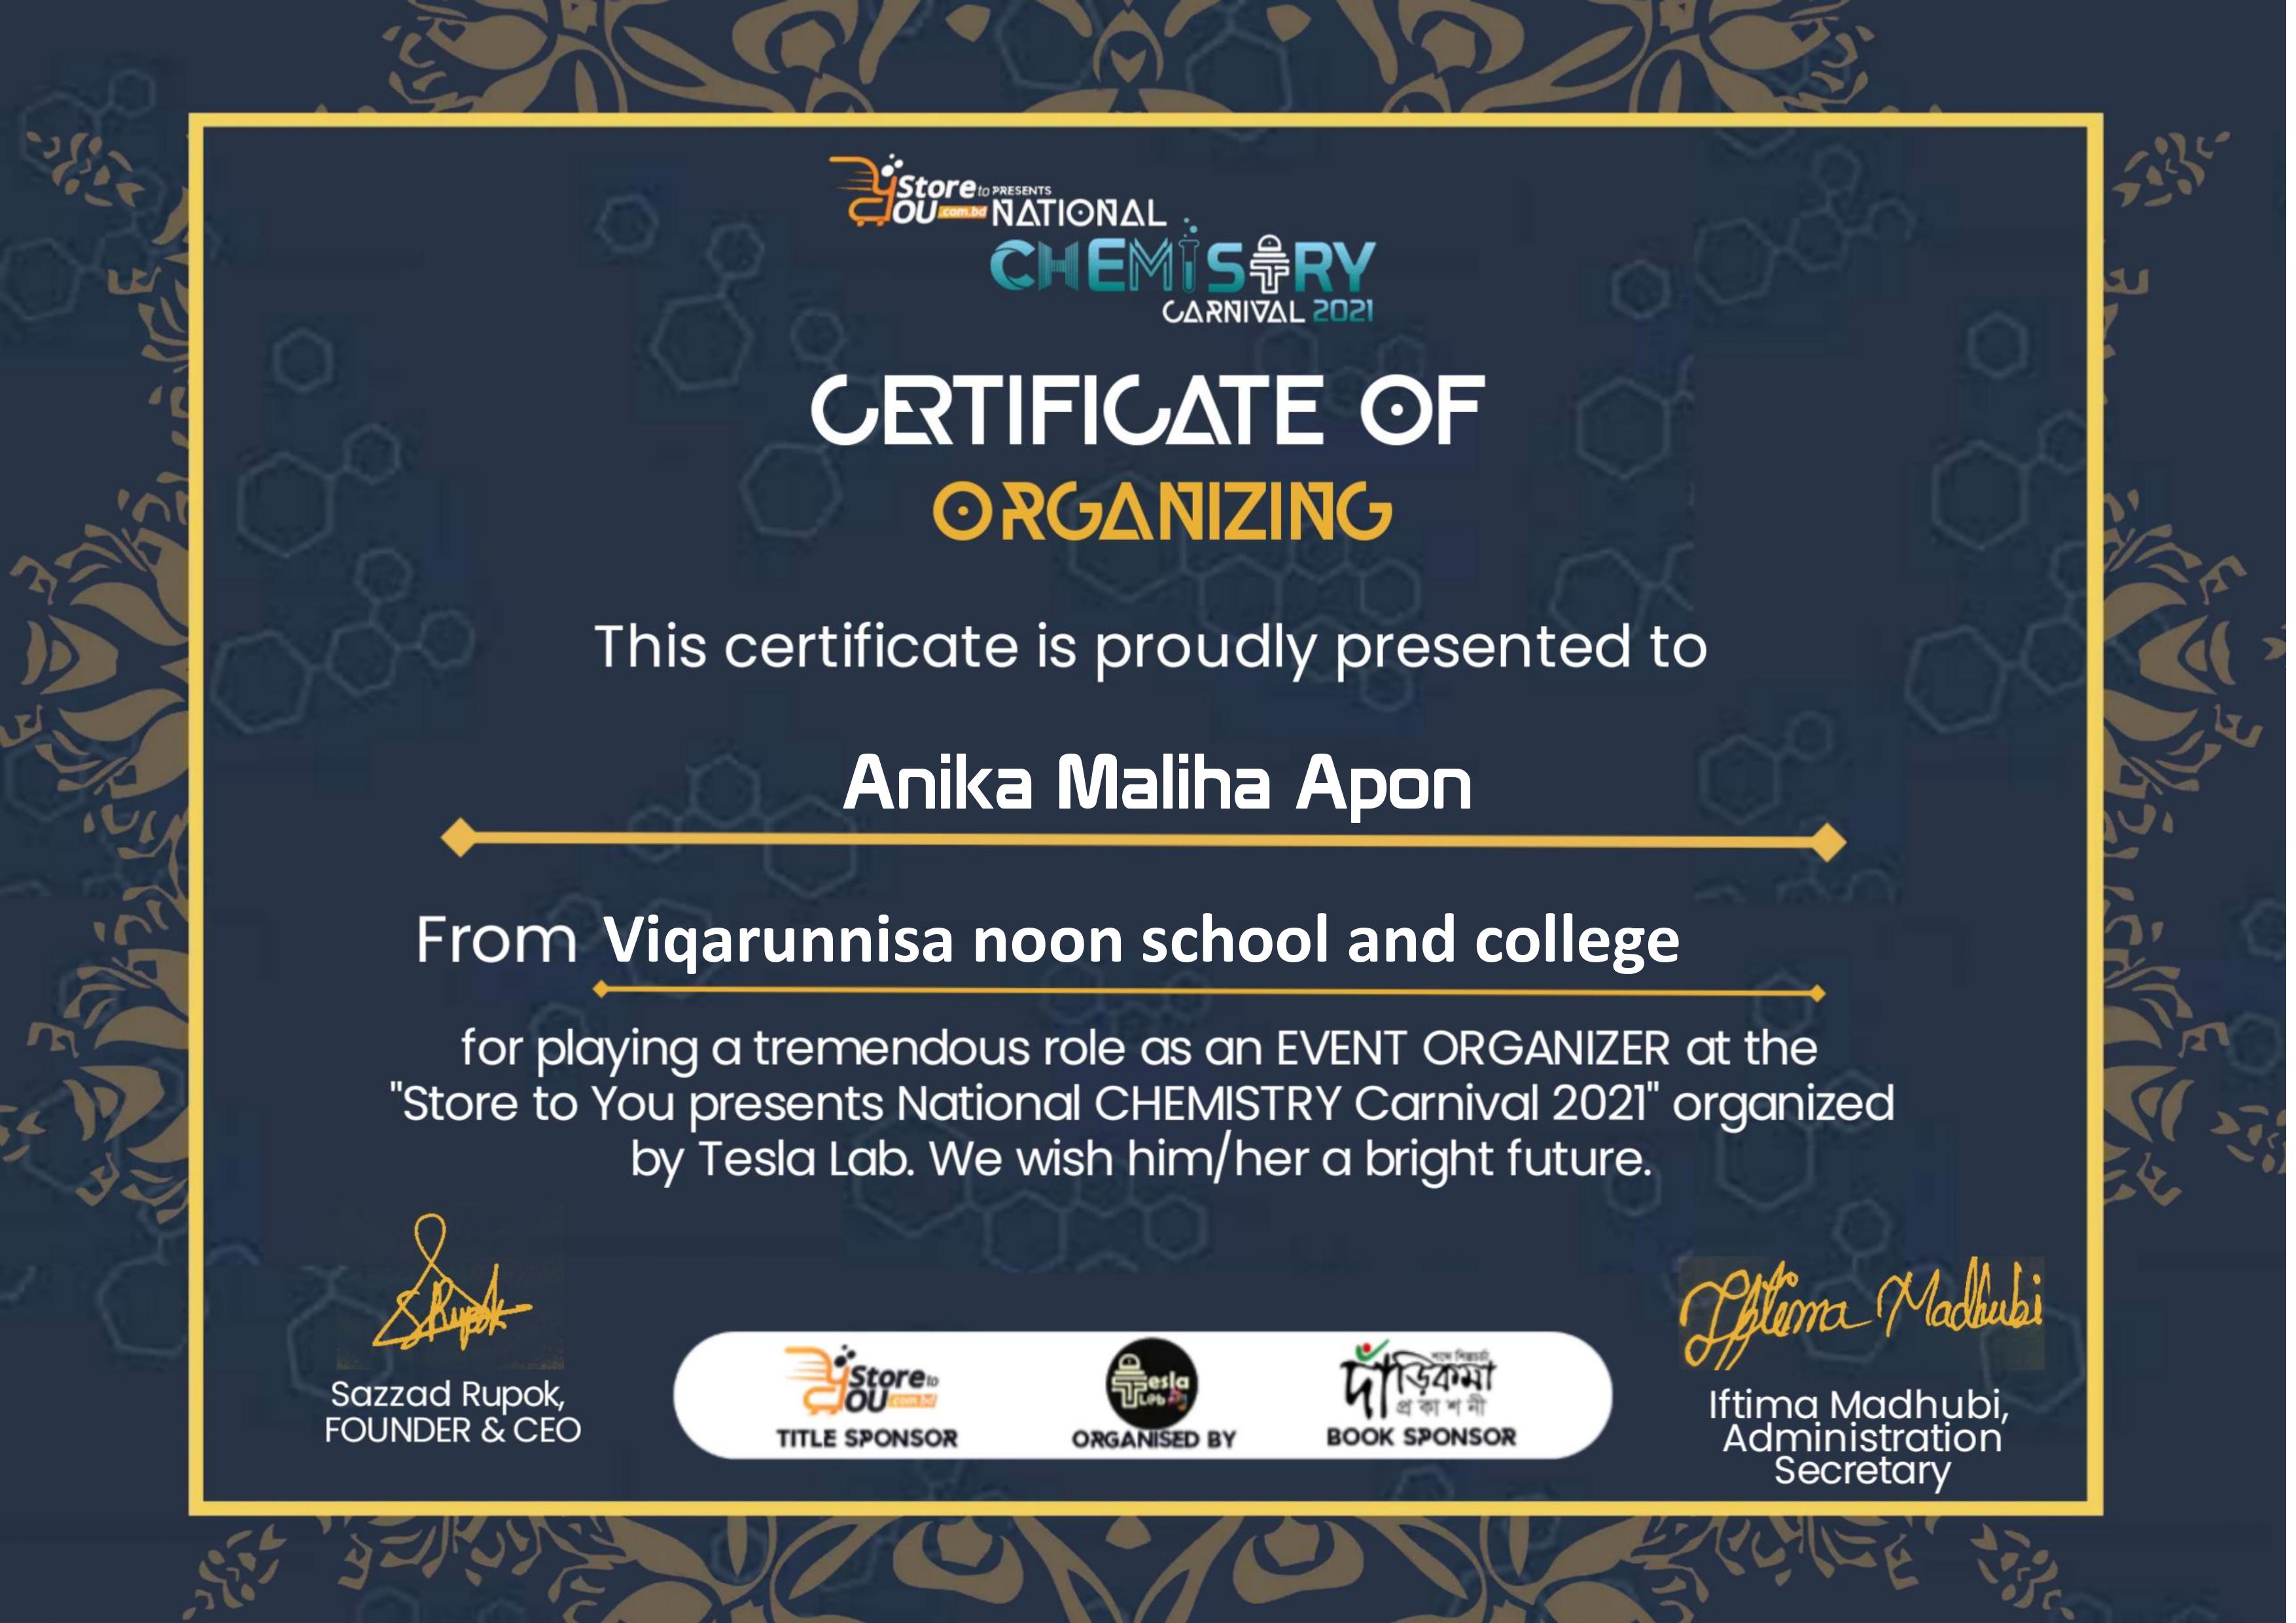 Store to PRESENTS
YOU .com.bd NATIONAL
CHEMISTRY
CARNIVAL 2021
CERTIFICATE OF
ORGANIZING
This certificate is proudly presented to
Anika Maliha Apon
From Viqarunnisa noon school and college
for playing a tremendous role as an EVENT ORGANIZER at the
"Store to You presents National CHEMISTRY Carnival 2021" organized
by Tesla Lab. We wish him/her a bright future.
S Rupok
Iftima Madhubi
Sazzad Rupok,
FOUNDER & CEO
Store to
YOU .com.bd
TITLE SPONSOR
Tesla
Lab
ORGANISED BY
দাঁড়িকমা
প্রকাশনী
BOOK SPONSOR
Iftima Madhubi,
Administration
Secretary